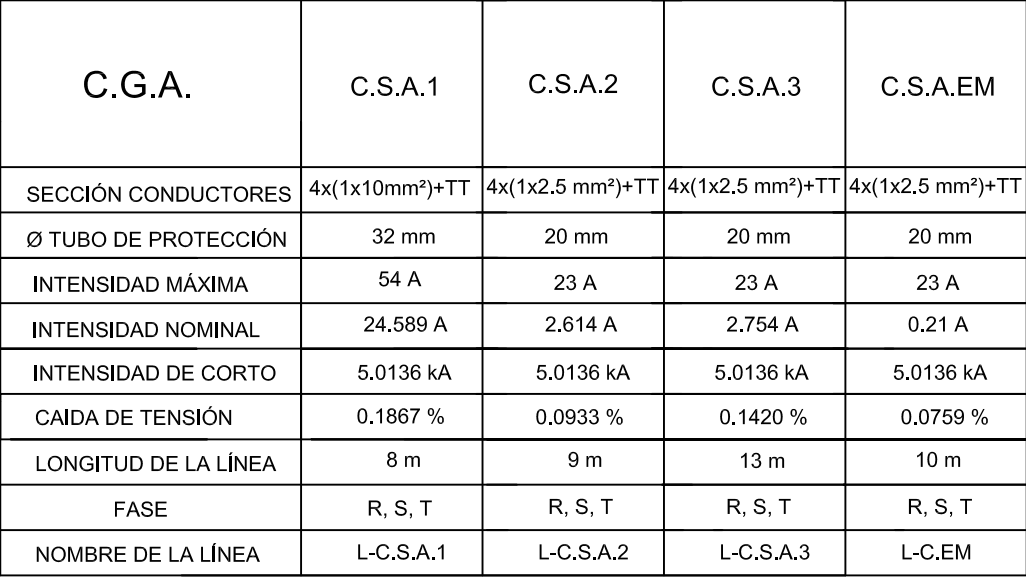 C.G.A. C.S.A.1 C.S.A.2 C.S.A.3 C.S.A.EM
SECCIÓN CONDUCTORES 4x(1x10mm²)+TT 4x(1x2.5 mm²)+TT 4x(1x2.5 mm²)+TT 4x(1x2.5 mm²)+TT
Ø TUBO DE PROTECCIÓN 32 mm 20 mm 20 mm 20 mm
INTENSIDAD MÁXIMA 54 A 23 A 23 A 23 A
INTENSIDAD NOMINAL 24.589 A 2.614 A 2.754 A 0.21 A
INTENSIDAD DE CORTO 5.0136 kA 5.0136 kA 5.0136 kA 5.0136 kA
CAIDA DE TENSIÓN 0.1867 % 0.0933 % 0.1420 % 0.0759 %
LONGITUD DE LA LÍNEA 8 m 9 m 13 m 10 m
FASE R, S, T R, S, T R, S, T R, S, T
NOMBRE DE LA LÍNEA L-C.S.A.1 L-C.S.A.2 L-C.S.A.3 L-C.EM